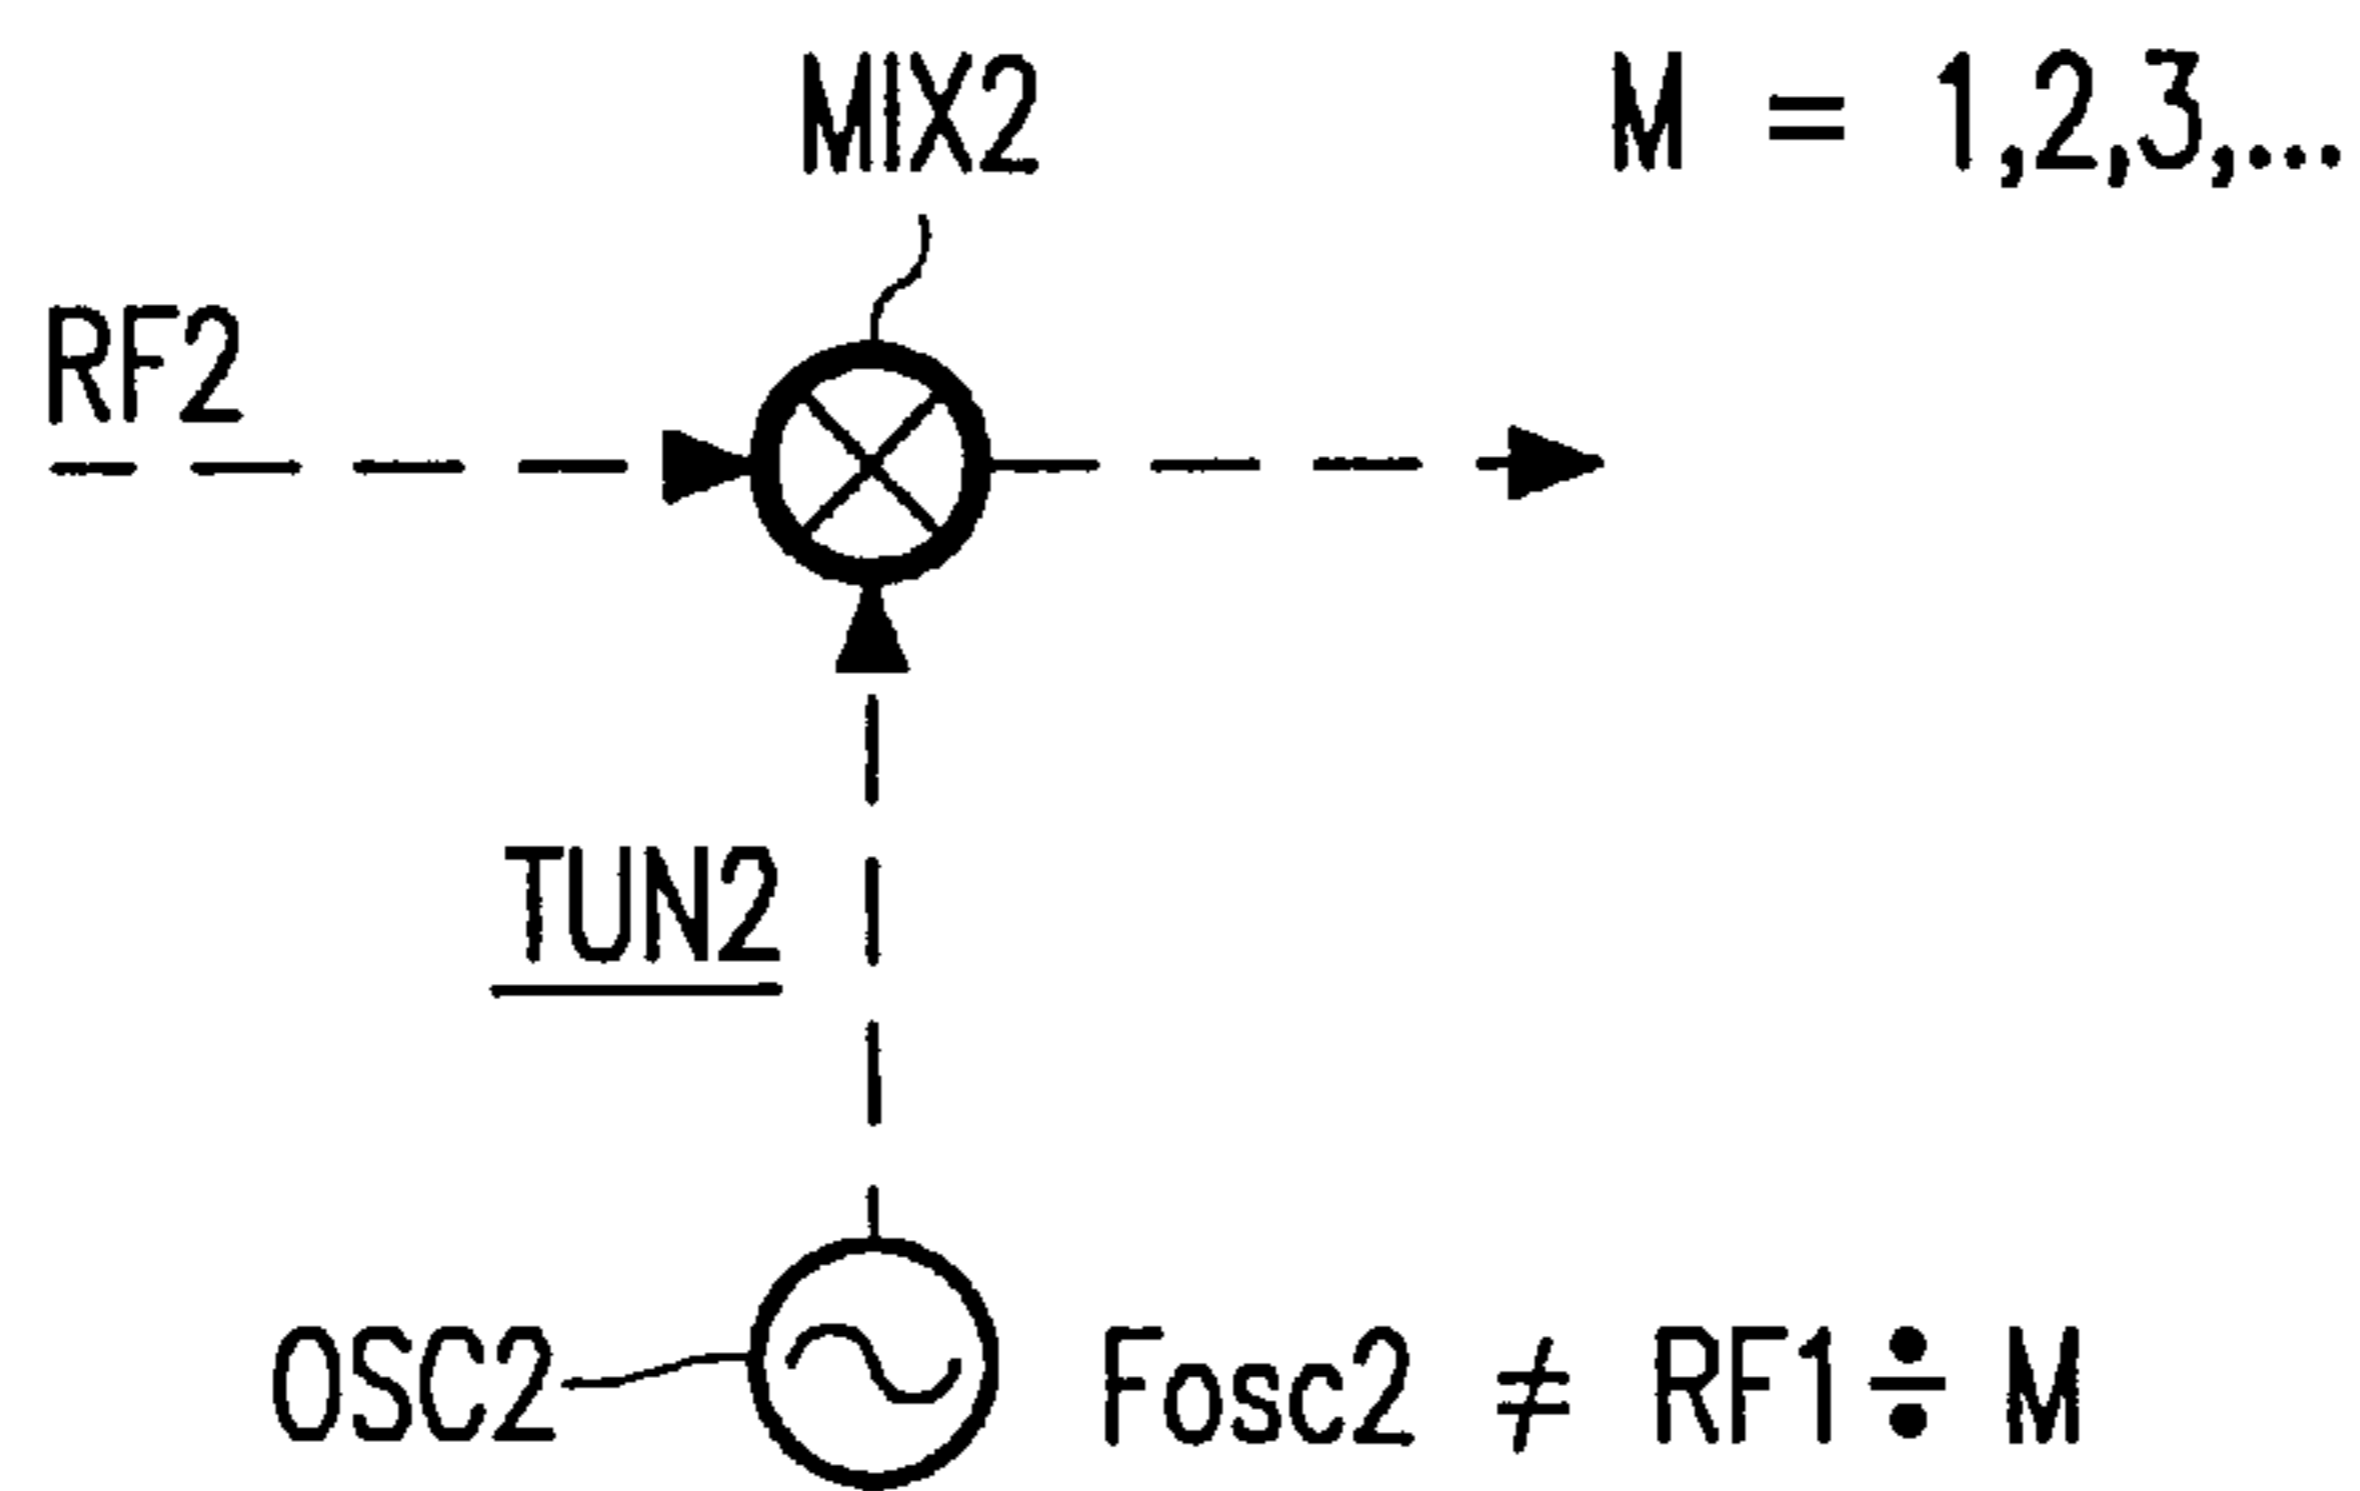 MIX2
M = 1,2,3,...
RF2
TUN2
OSC2
Fosc2 ≠ RF1÷M